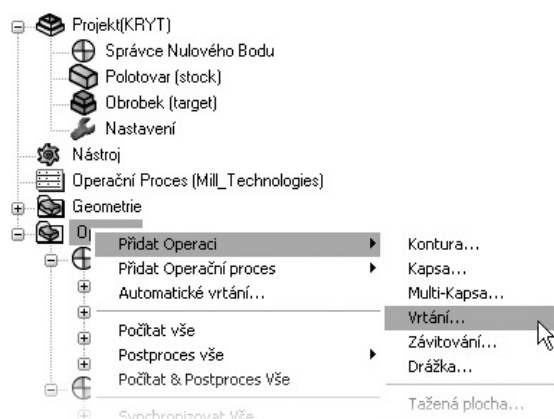 Projekt(KRYT)
Správce Nulového Bodu
Polotovar (stock)
Obrobek (target)
Nastavení
Nástroj
Operační Proces (Mill_Technologies)
Geometrie
Přidat Operaci
Přidat Operační proces
Automatické vrtání...
Počítat vše
Postproces vše
Počítat & Postproces Vše
Synchronizovat Vše
Kontura...
Kapsa...
Multi-Kapsa...
Vrtání...
Závitování...
Drážka...
Tažená plocha...